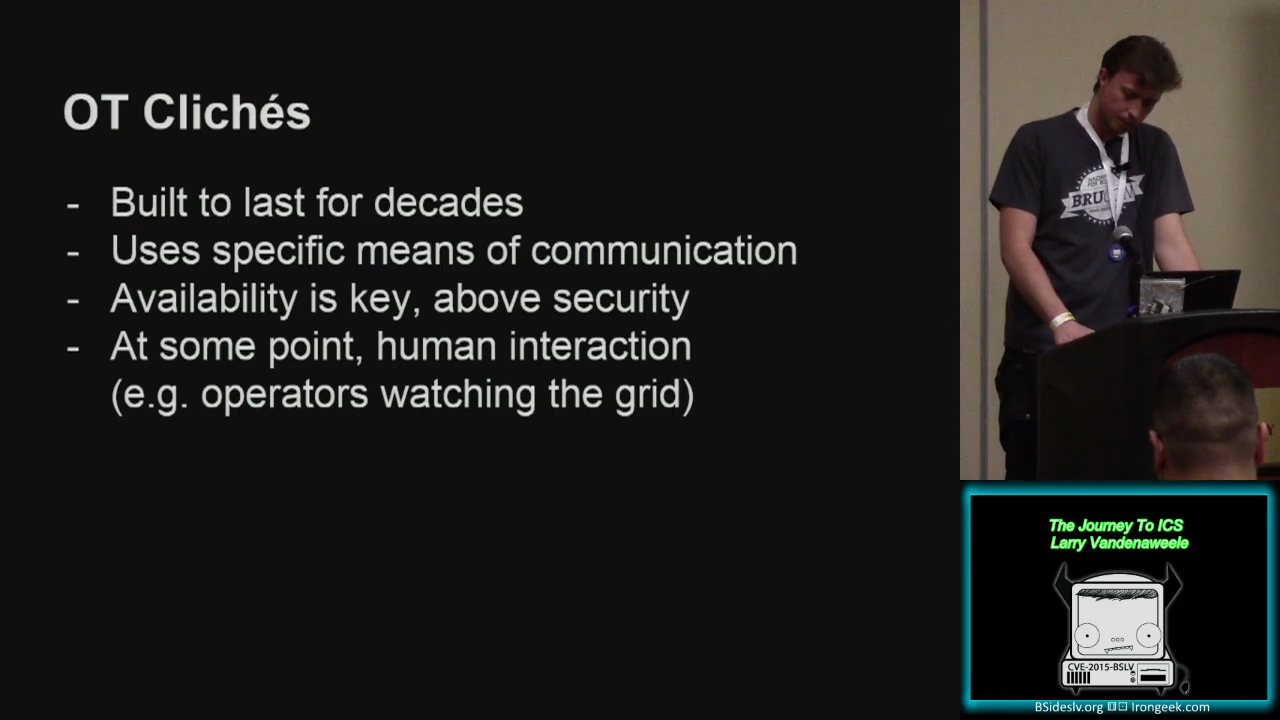 OT Clichés
- Built to last for decades
- Uses specific means of communication
- Availability is key, above security
- At some point, human interaction
(e.g. operators watching the grid)
BRU
The Journey To ICS
Larry Vandenaweele
CVE-2015-BSLV
BSideslv.org Irongeek.com